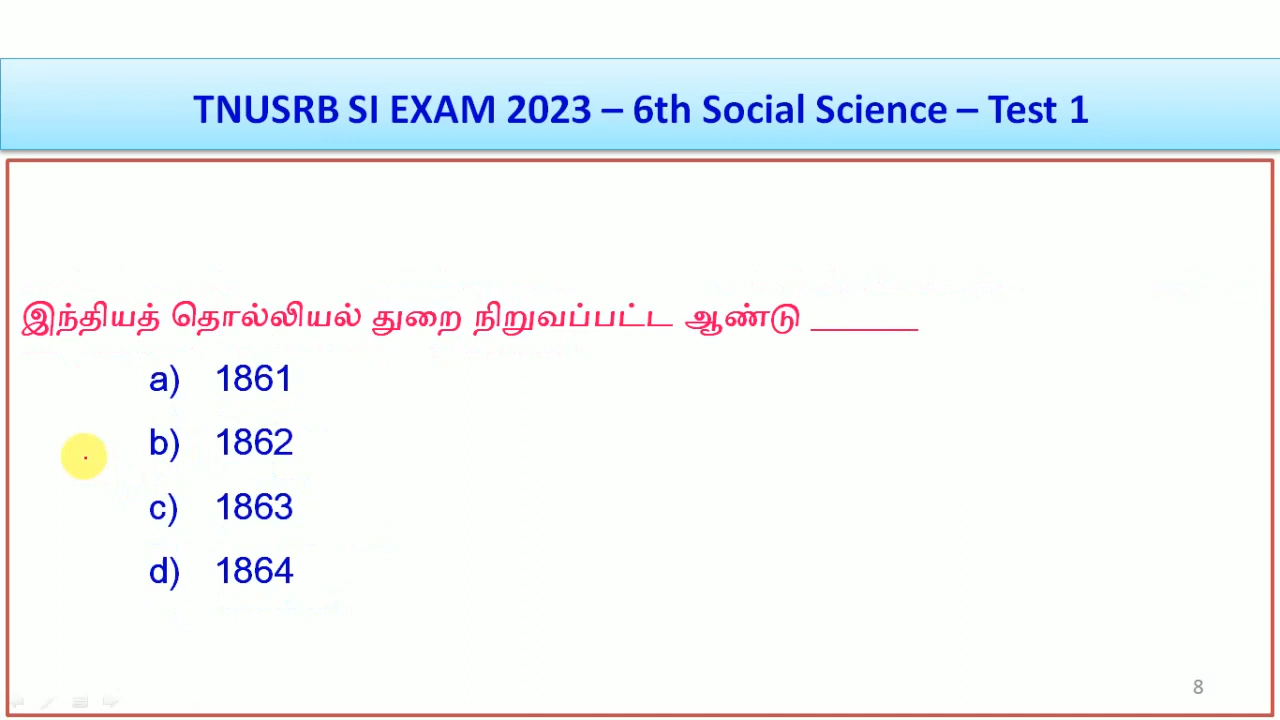 TNUSRB SI EXAM 2023 – 6th Social Science – Test 1
இந்தியத் தொல்லியல் துறை நிறுவப்பட்ட ஆண்டு ______
a) 1861
b) 1862
c) 1863
d) 1864
8